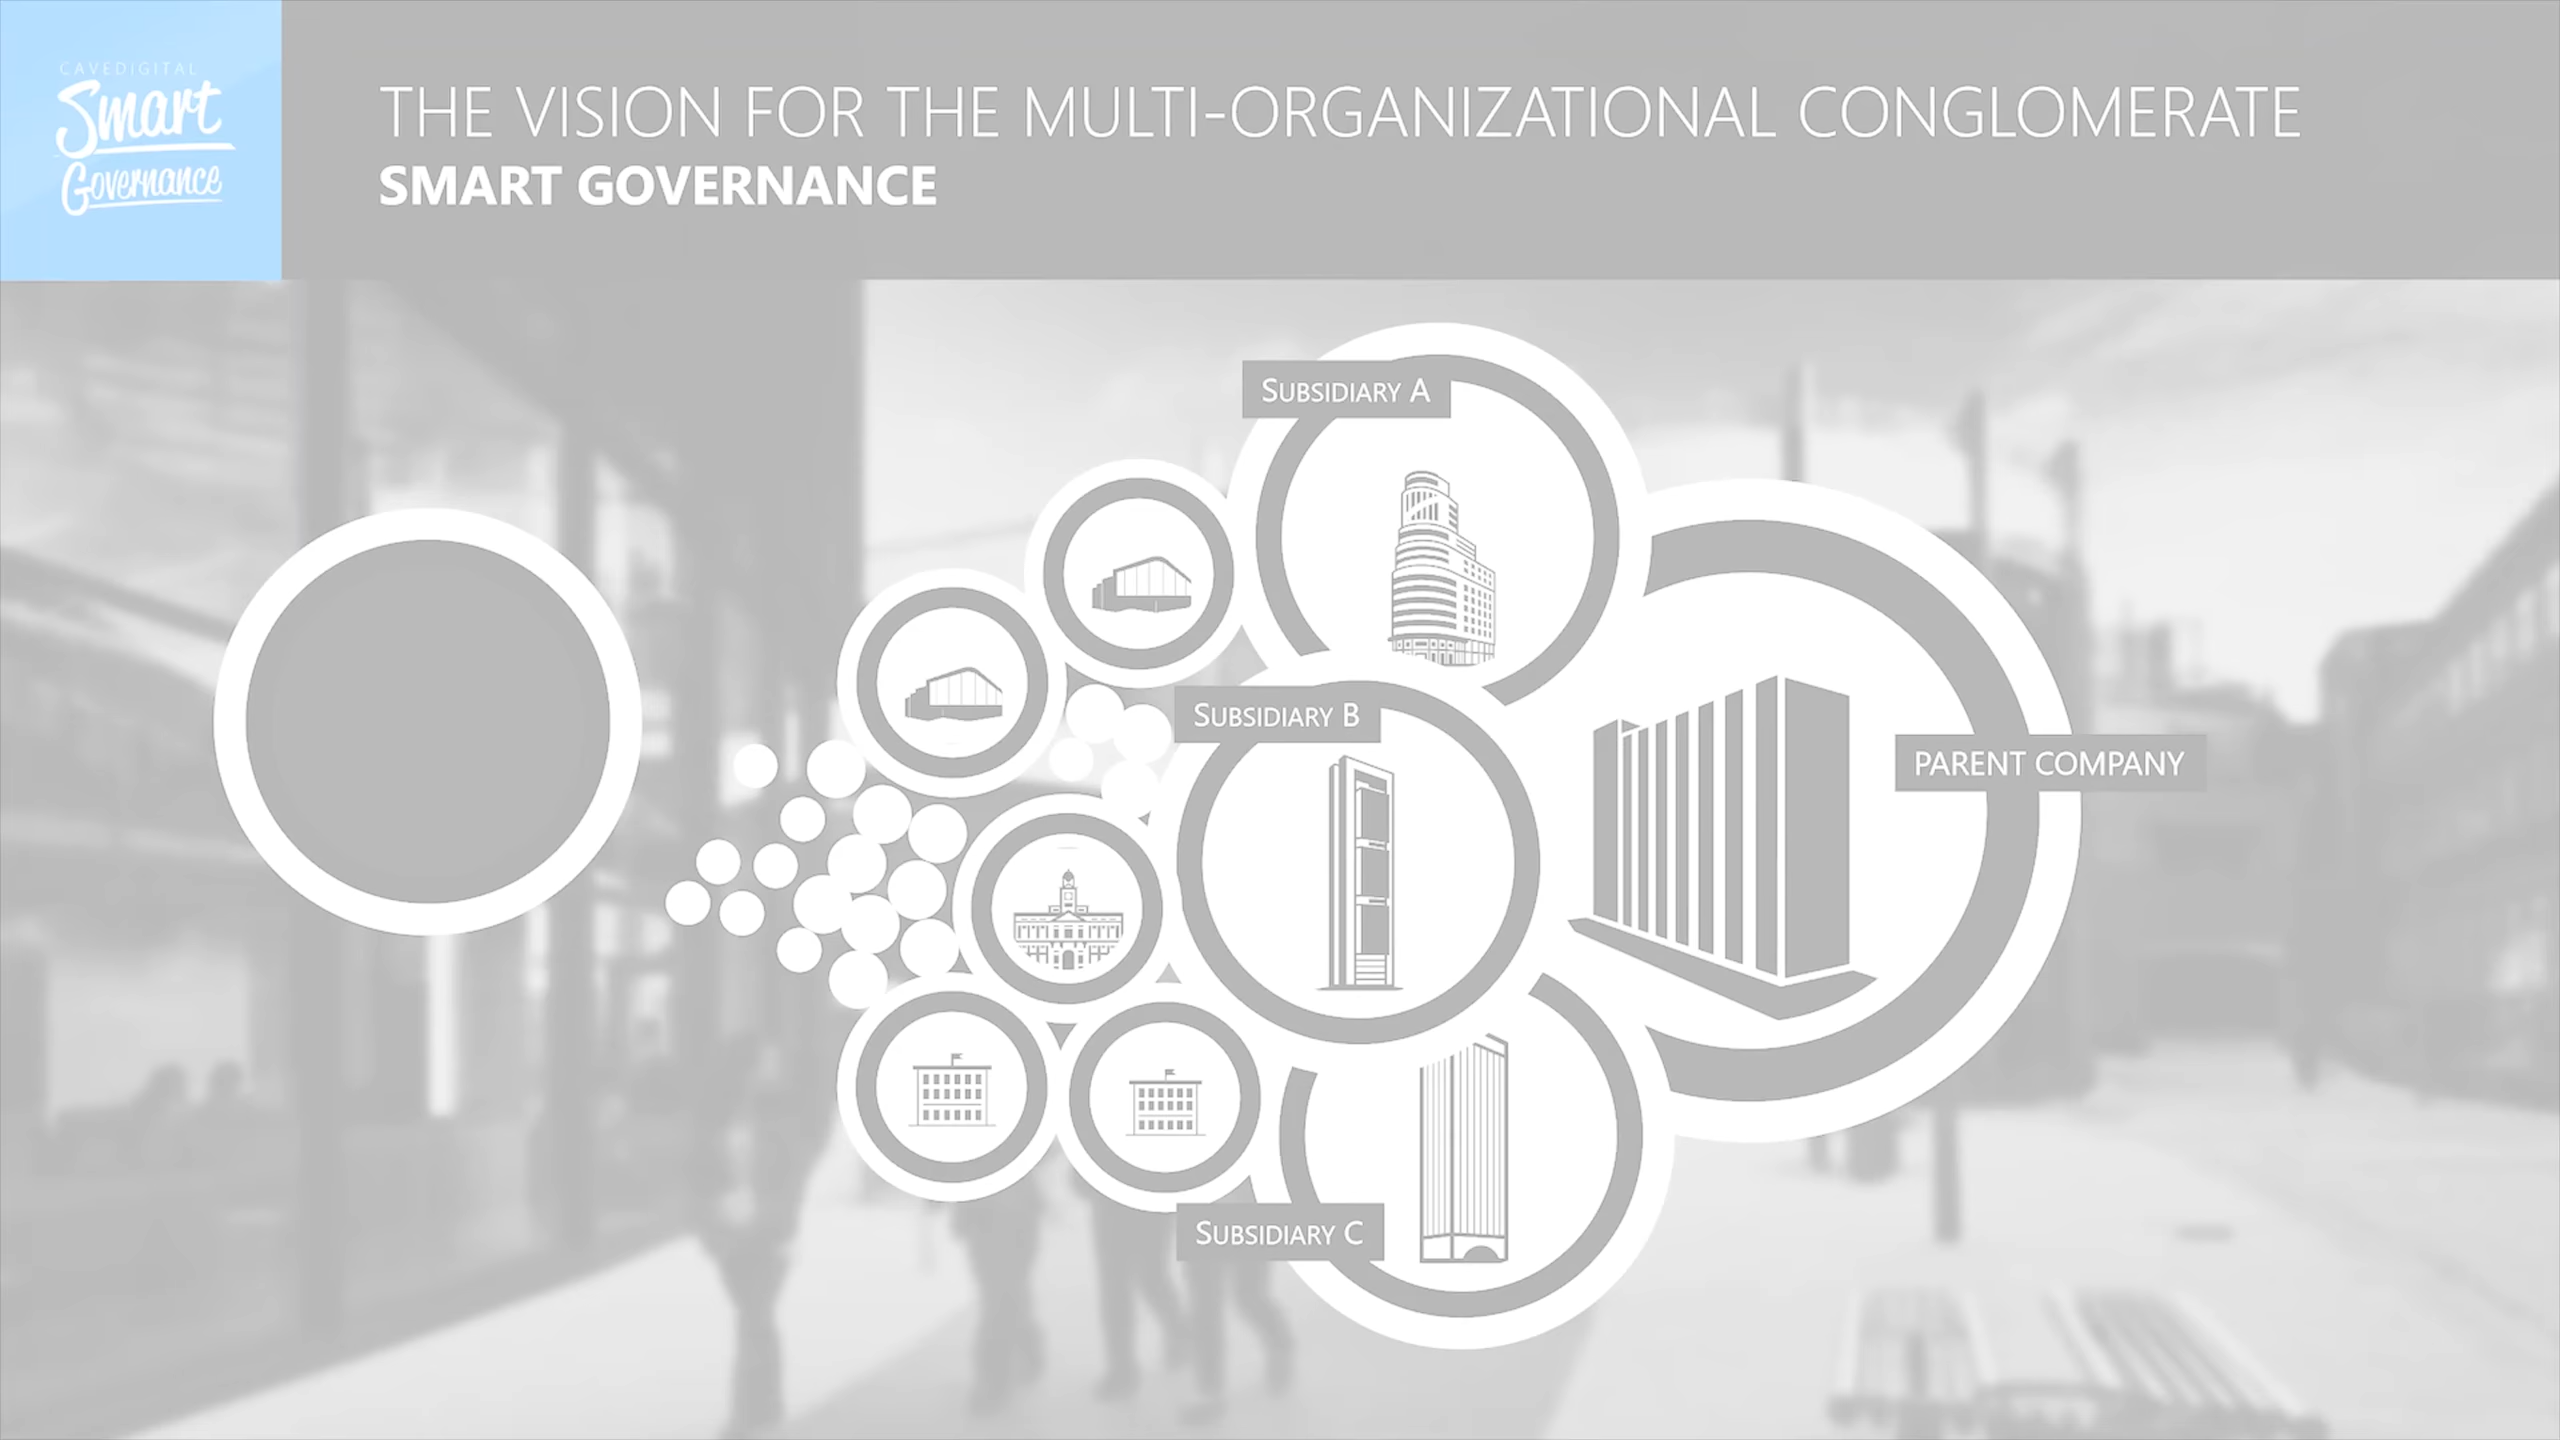 CAVEDIGITAL
Smart
Governance
THE VISION FOR THE MULTI-ORGANIZATIONAL CONGLOMERATE
SMART GOVERNANCE
SUBSIDIARY A
SUBSIDIARY B
PARENT COMPANY
SUBSIDIARY C